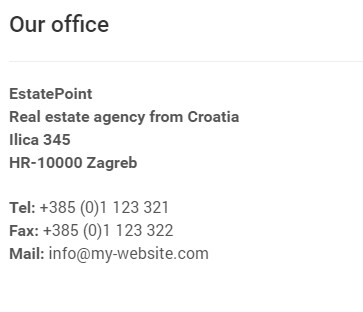 Our office
EstatePoint
Real estate agency from Croatia
Ilica 345
HR-10000 Zagreb
Tel: +385 (0)1 123 321
Fax: +385 (0)1 123 322
Mail: info@my-website.com